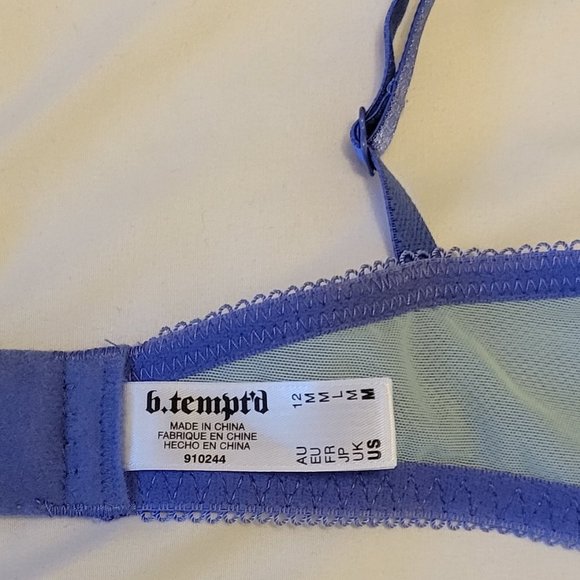 b.tempt'd
MADE IN CHINA
FABRIQUE EN CHINE
HECHO EN CHINA
910244
AU 12
EU M
FR M
JP L
UK M
US M